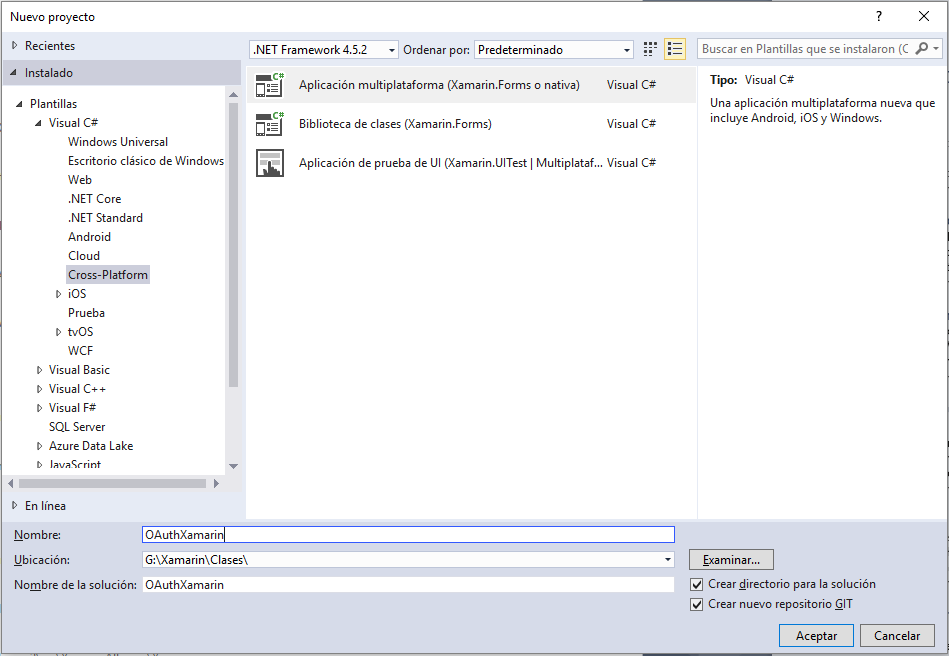 Nuevo proyecto
?
Recientes
.NET Framework 4.5.2
Ordenar por:
Predeterminado
Buscar en Plantillas que se instalaron (C
Instalado
Plantillas
Visual C#
Windows Universal
Escritorio clásico de Windows
Web
.NET Core
.NET Standard
Android
Cloud
Cross-Platform
iOS
Prueba
tvOS
WCF
Visual Basic
Visual C++
Visual F#
SQL Server
Azure Data Lake
JavaScript
En línea
C# Aplicación multiplataforma (Xamarin.Forms o nativa) Visual C#
C# Biblioteca de clases (Xamarin.Forms) Visual C#
Aplicación de prueba de UI (Xamarin.UITest | Multiplataf... Visual C#
Tipo: Visual C#
Una aplicación multiplataforma nueva que
incluye Android, iOS y Windows.
Nombre: OAuthXamarin
Ubicación: G:\Xamarin\Clases\
Examinar...
Nombre de la solución: OAuthXamarin
Crear directorio para la solución
Crear nuevo repositorio GIT
Aceptar
Cancelar